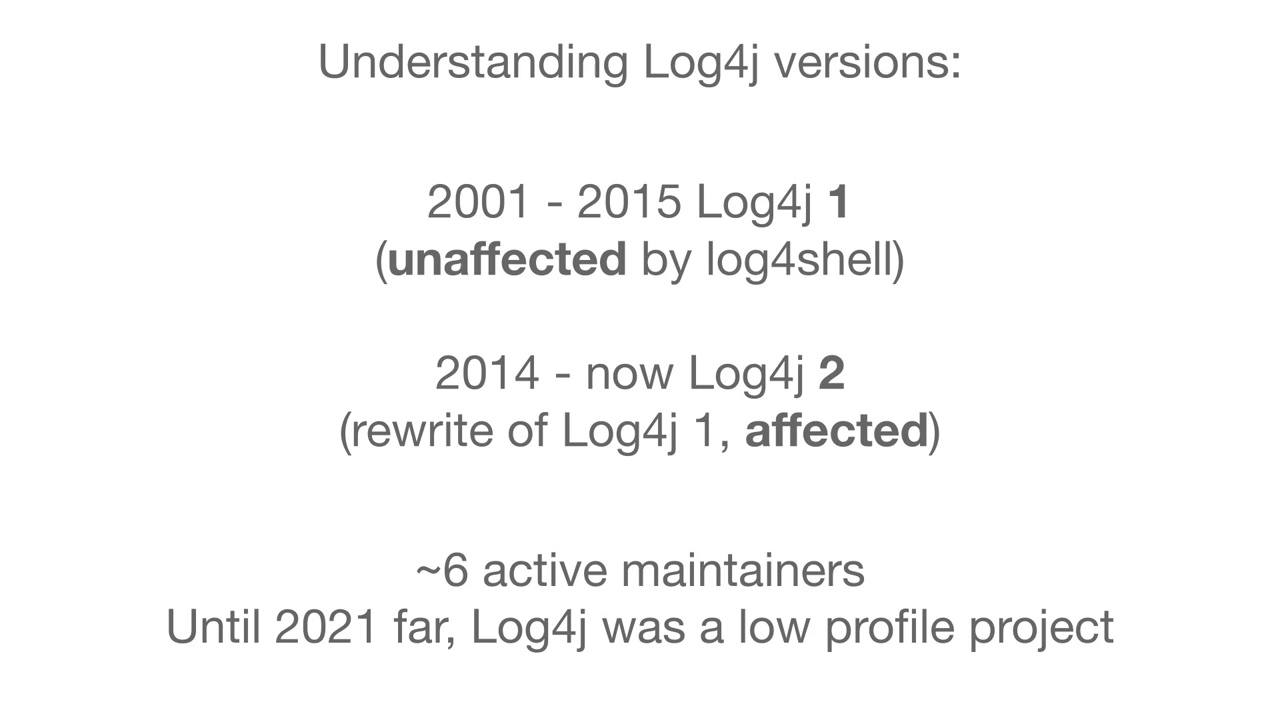 Understanding Log4j versions:
2001 - 2015 Log4j 1
(unaffected by log4shell)
2014 - now Log4j 2
(rewrite of Log4j 1, affected)
~6 active maintainers
Until 2021 far, Log4j was a low profile project